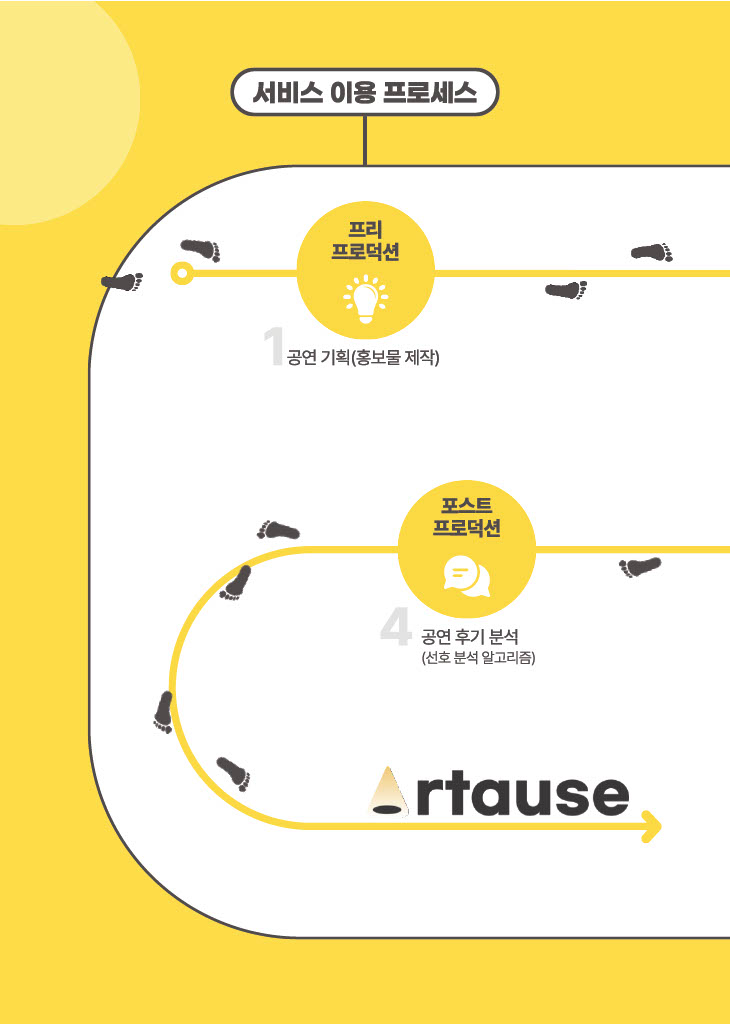 서비스 이용 프로세스
프리
프로덕션
1
공연 기획(홍보물 제작)
포스트
프로덕션
4
공연 후기 분석
(선호 분석 알고리즘)
Artause